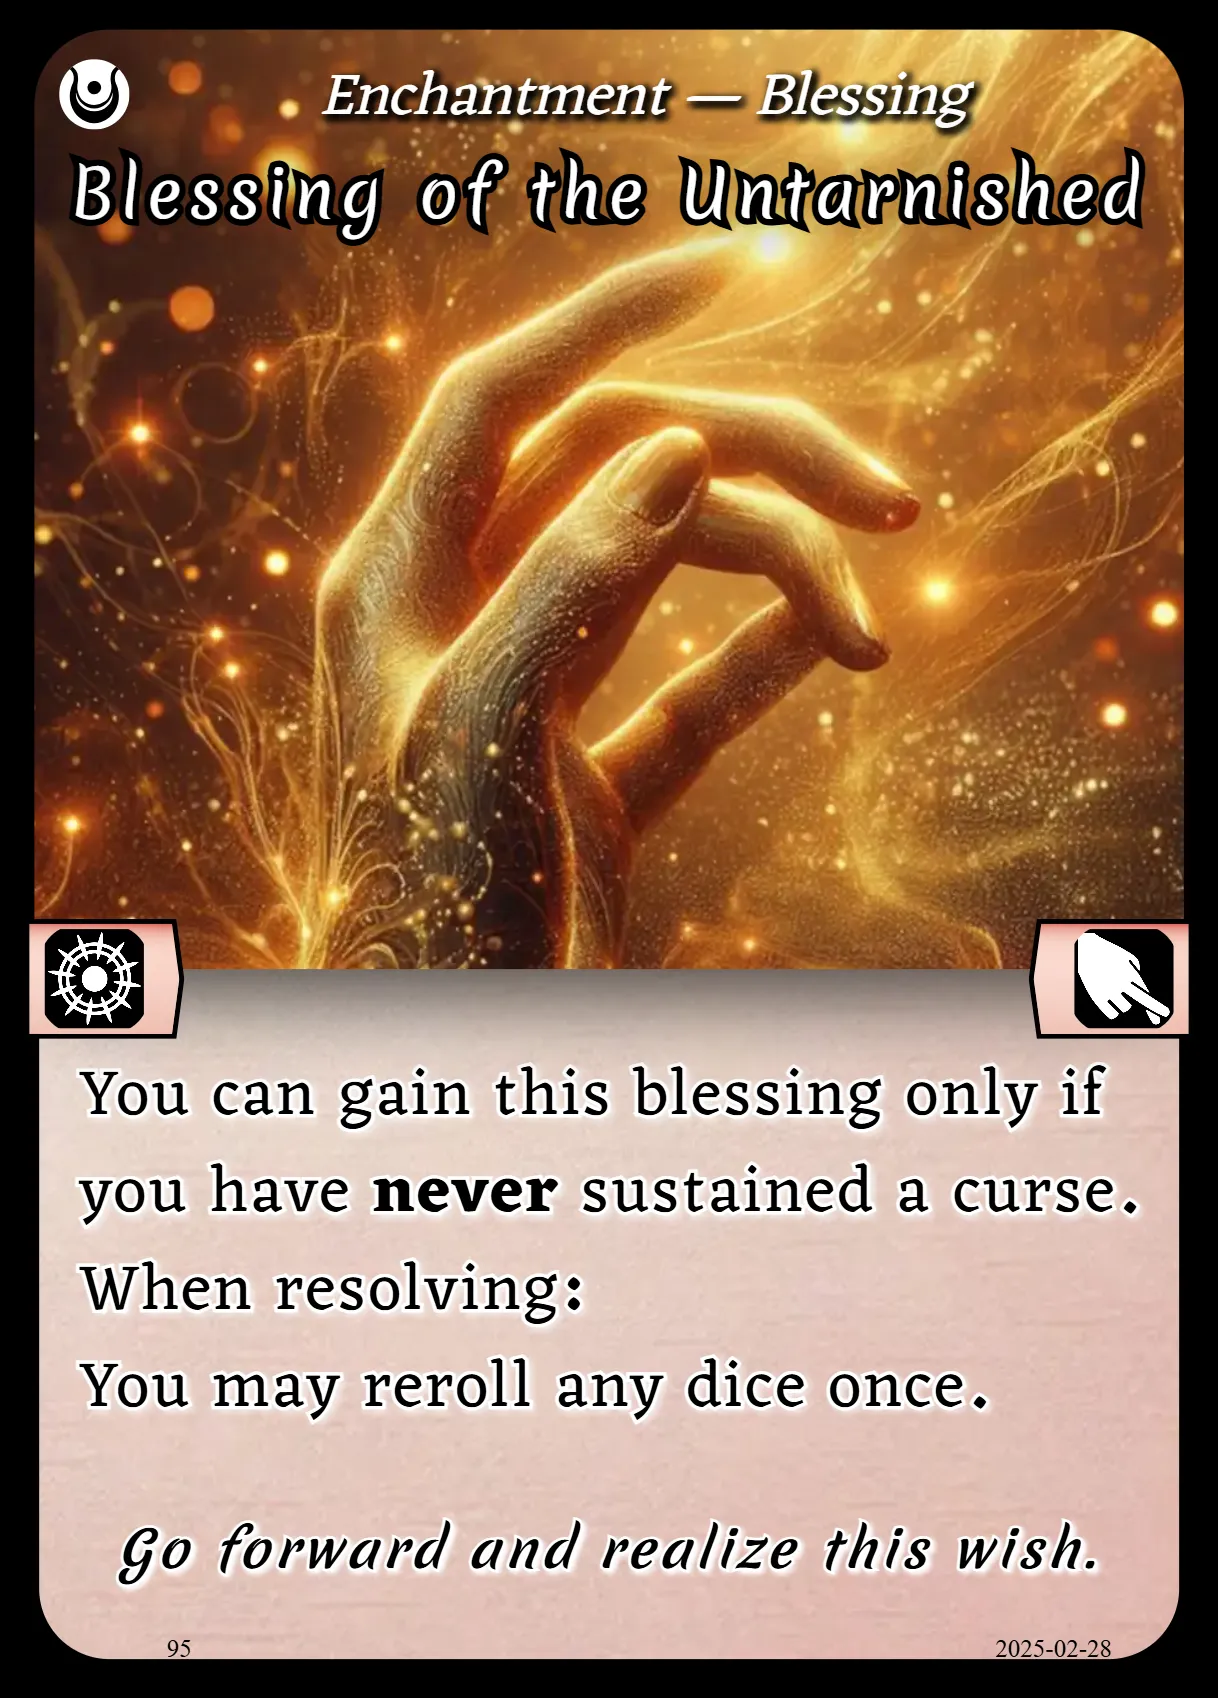 Enchantment — Blessing
Blessing of the Untarnished
You can gain this blessing only if
you have never sustained a curse.
When resolving:
You may reroll any dice once.
Go forward and realize this wish.
95
2025-02-28